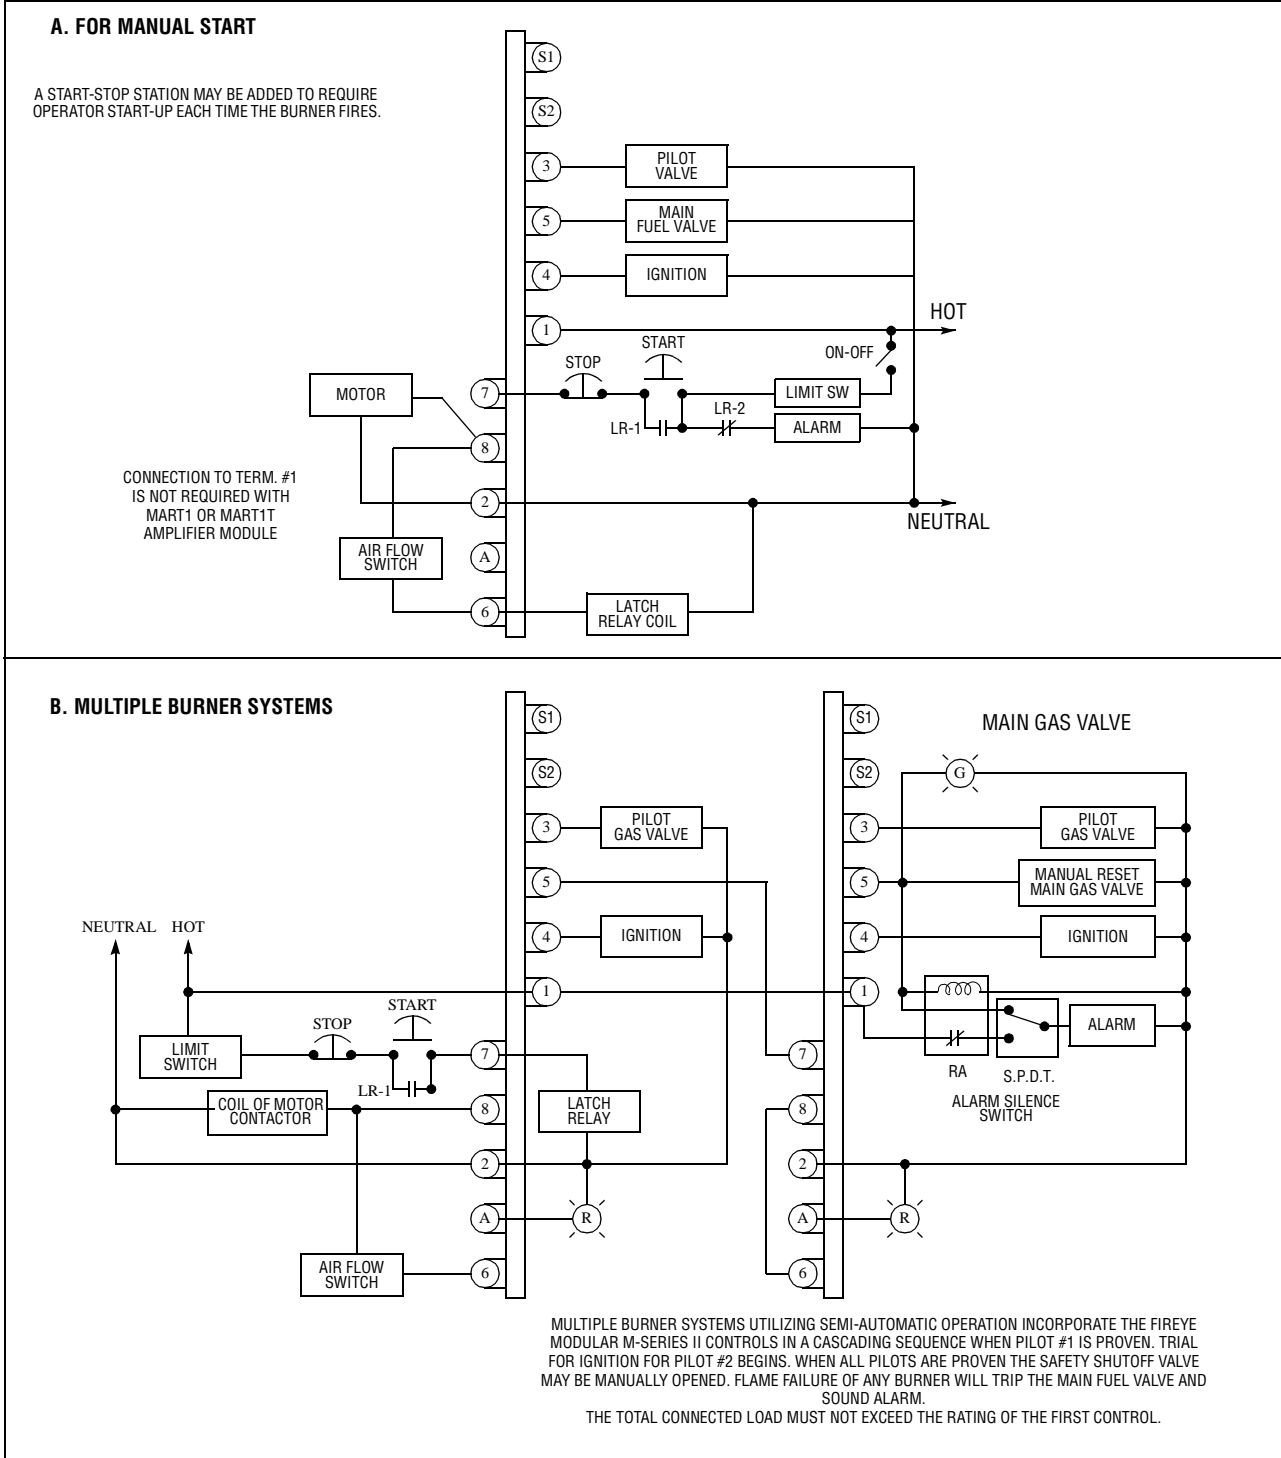 A. FOR MANUAL START
A START-STOP STATION MAY BE ADDED TO REQUIRE
OPERATOR START-UP EACH TIME THE BURNER FIRES.
S1
S2
3
PILOT
VALVE
5
MAIN
FUEL VALVE
4
IGNITION
1
HOT
START
ON-OFF
STOP
MOTOR
7
LIMIT SW
LR-1
LR-2
ALARM
8
CONNECTION TO TERM. #1
IS NOT REQUIRED WITH
MART1 OR MART1T
AMPLIFIER MODULE
2
NEUTRAL
AIR FLOW
SWITCH
A
6
LATCH
RELAY COIL
B. MULTIPLE BURNER SYSTEMS
S1
S2
3
PILOT
GAS VALVE
5
NEUTRAL HOT
4
IGNITION
1
START
STOP
LIMIT
SWITCH
7
LR-1
COIL OF MOTOR
CONTACTOR
8
LATCH
RELAY
2
A
R
AIR FLOW
SWITCH
6
S1
MAIN GAS VALVE
S2
G
3
PILOT
GAS VALVE
5
MANUAL RESET
MAIN GAS VALVE
4
IGNITION
1
ALARM
7
RA
S.P.D.T.
ALARM SILENCE
SWITCH
8
2
A
R
6
MULTIPLE BURNER SYSTEMS UTILIZING SEMI-AUTOMATIC OPERATION INCORPORATE THE FIREYE
MODULAR M-SERIES II CONTROLS IN A CASCADING SEQUENCE WHEN PILOT #1 IS PROVEN. TRIAL
FOR IGNITION FOR PILOT #2 BEGINS. WHEN ALL PILOTS ARE PROVEN THE SAFETY SHUTOFF VALVE
MAY BE MANUALLY OPENED. FLAME FAILURE OF ANY BURNER WILL TRIP THE MAIN FUEL VALVE AND
SOUND ALARM.
THE TOTAL CONNECTED LOAD MUST NOT EXCEED THE RATING OF THE FIRST CONTROL.